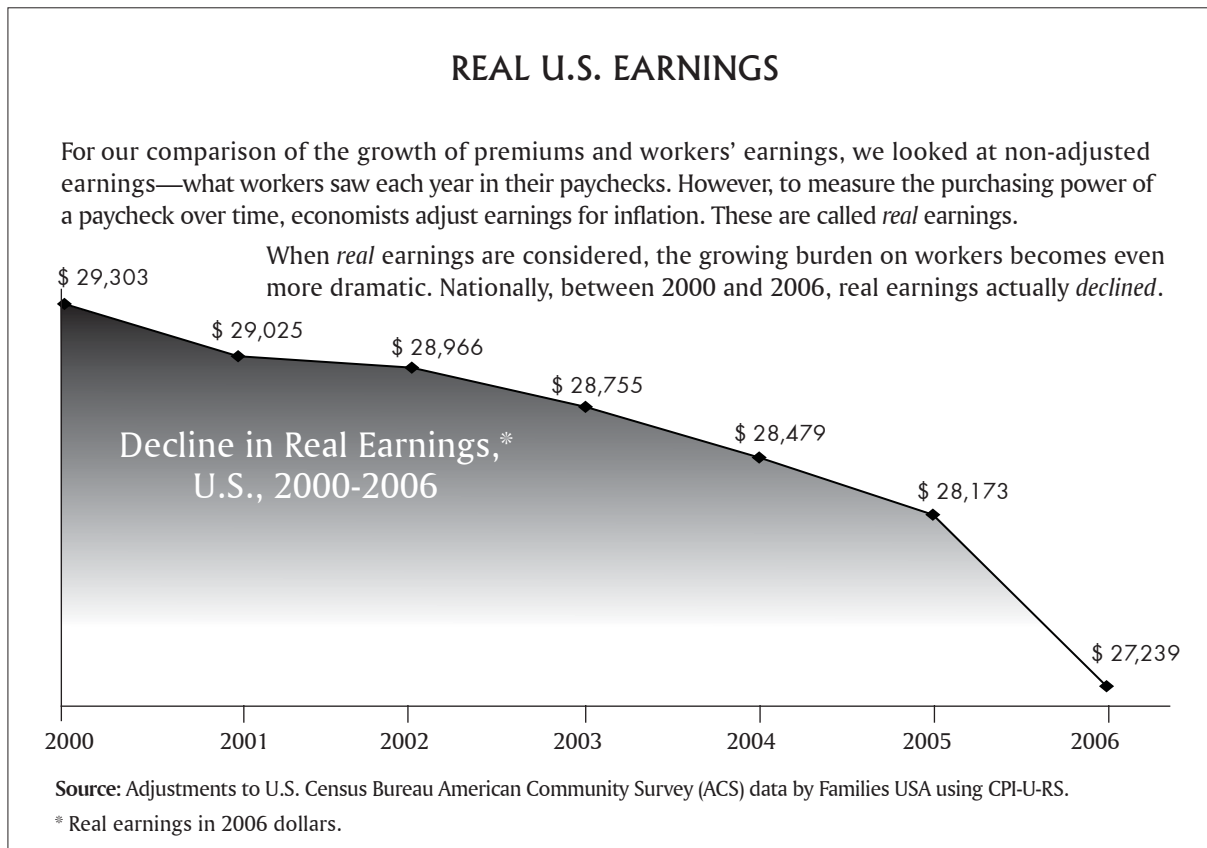 REAL U.S. EARNINGS
For our comparison of the growth of premiums and workers’ earnings, we looked at non-adjusted
earnings—what workers saw each year in their paychecks. However, to measure the purchasing power of
a paycheck over time, economists adjust earnings for inflation. These are called real earnings.
When real earnings are considered, the growing burden on workers becomes even
more dramatic. Nationally, between 2000 and 2006, real earnings actually declined.
$ 29,303
$ 29,025
$ 28,966
$ 28,755
$ 28,479
$ 28,173
$ 27,239
Decline in Real Earnings,*
U.S., 2000-2006
2000 2001 2002 2003 2004 2005 2006
Source: Adjustments to U.S. Census Bureau American Community Survey (ACS) data by Families USA using CPI-U-RS.
* Real earnings in 2006 dollars.